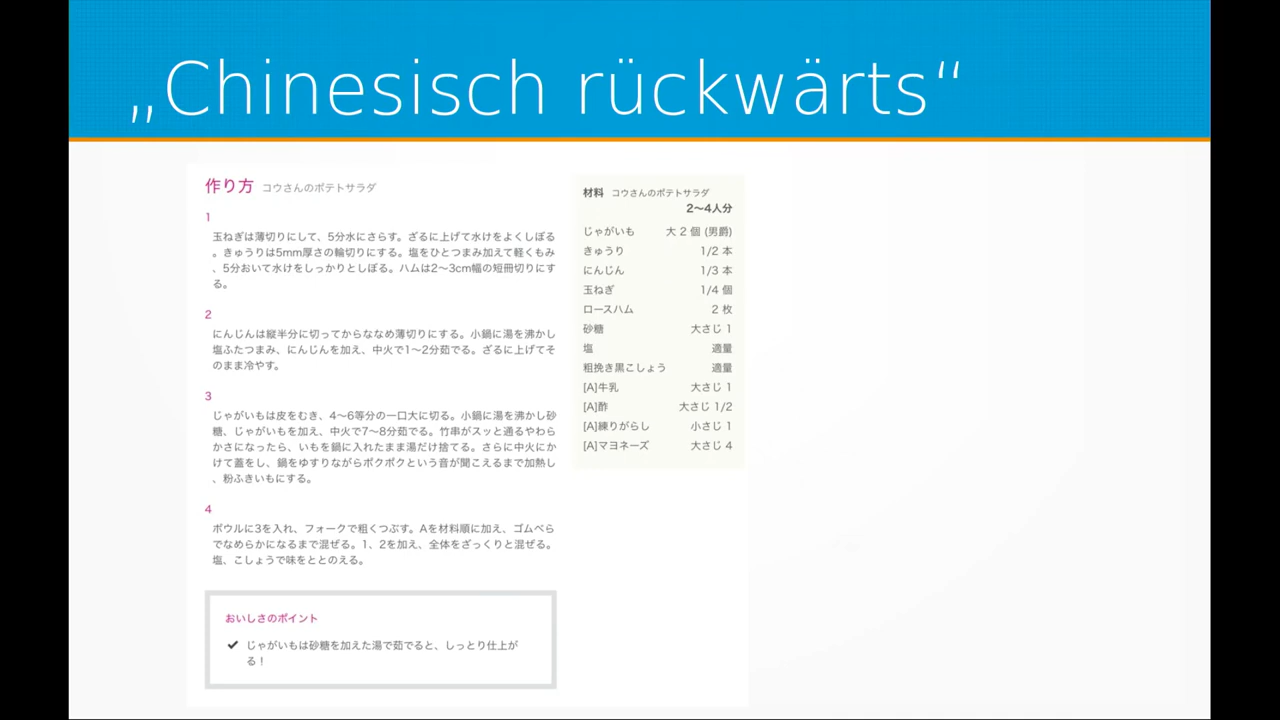 „Chinesisch rückwärts“
作り方 コウさんのポテトサラダ
1
玉ねぎは薄切りにして、5分水にさらす。ざるに上げて水けをよくしぼる
。きゅうりは5mm厚さの輪切りにする。塩をひとつまみ加えて軽くもみ
、5分おいて水けをしっかりとしぼる。ハムは2〜3cm幅の短冊切りにす
る。
2
にんじんは縦半分に切ってからななめ薄切りにする。小鍋に湯を沸かし
塩ふたつまみ、にんじんを加え、中火で1〜2分茹でる。ざるに上げてそ
のまま冷やす。
3
じゃがいもは皮をむき、4〜6等分の一口大に切る。小鍋に湯を沸かし砂
糖、じゃがいもを加え、中火で7〜8分茹でる。竹串がスッと通るやわら
かさになったら、いもを鍋に入れたまま湯だけ捨てる。さらに中火にか
けて蓋をし、鍋をゆすりながらポクポクという音が聞こえるまで加熱し
、粉ふきいもにする。
4
ボウルに3を入れ、フォークで粗くつぶす。Aを材料順に加え、ゴムべら
でなめらかになるまで混ぜる。1、2を加え、全体をざっくりと混ぜる。
塩、こしょうで味をととのえる。
おいしさのポイント
✔ じゃがいもは砂糖を加えた湯で茹でると、しっとり仕上が
る！
材料 コウさんのポテトサラダ
2〜4人分
じゃがいも 大 2 個 (男爵)
きゅうり 1/2 本
にんじん 1/3 本
玉ねぎ 1/4 個
ロースハム 2 枚
砂糖 大さじ 1
塩 適量
粗挽き黒こしょう 適量
[A]牛乳 大さじ 1
[A]酢 大さじ 1/2
[A]練りがらし 小さじ 1
[A]マヨネーズ 大さじ 4